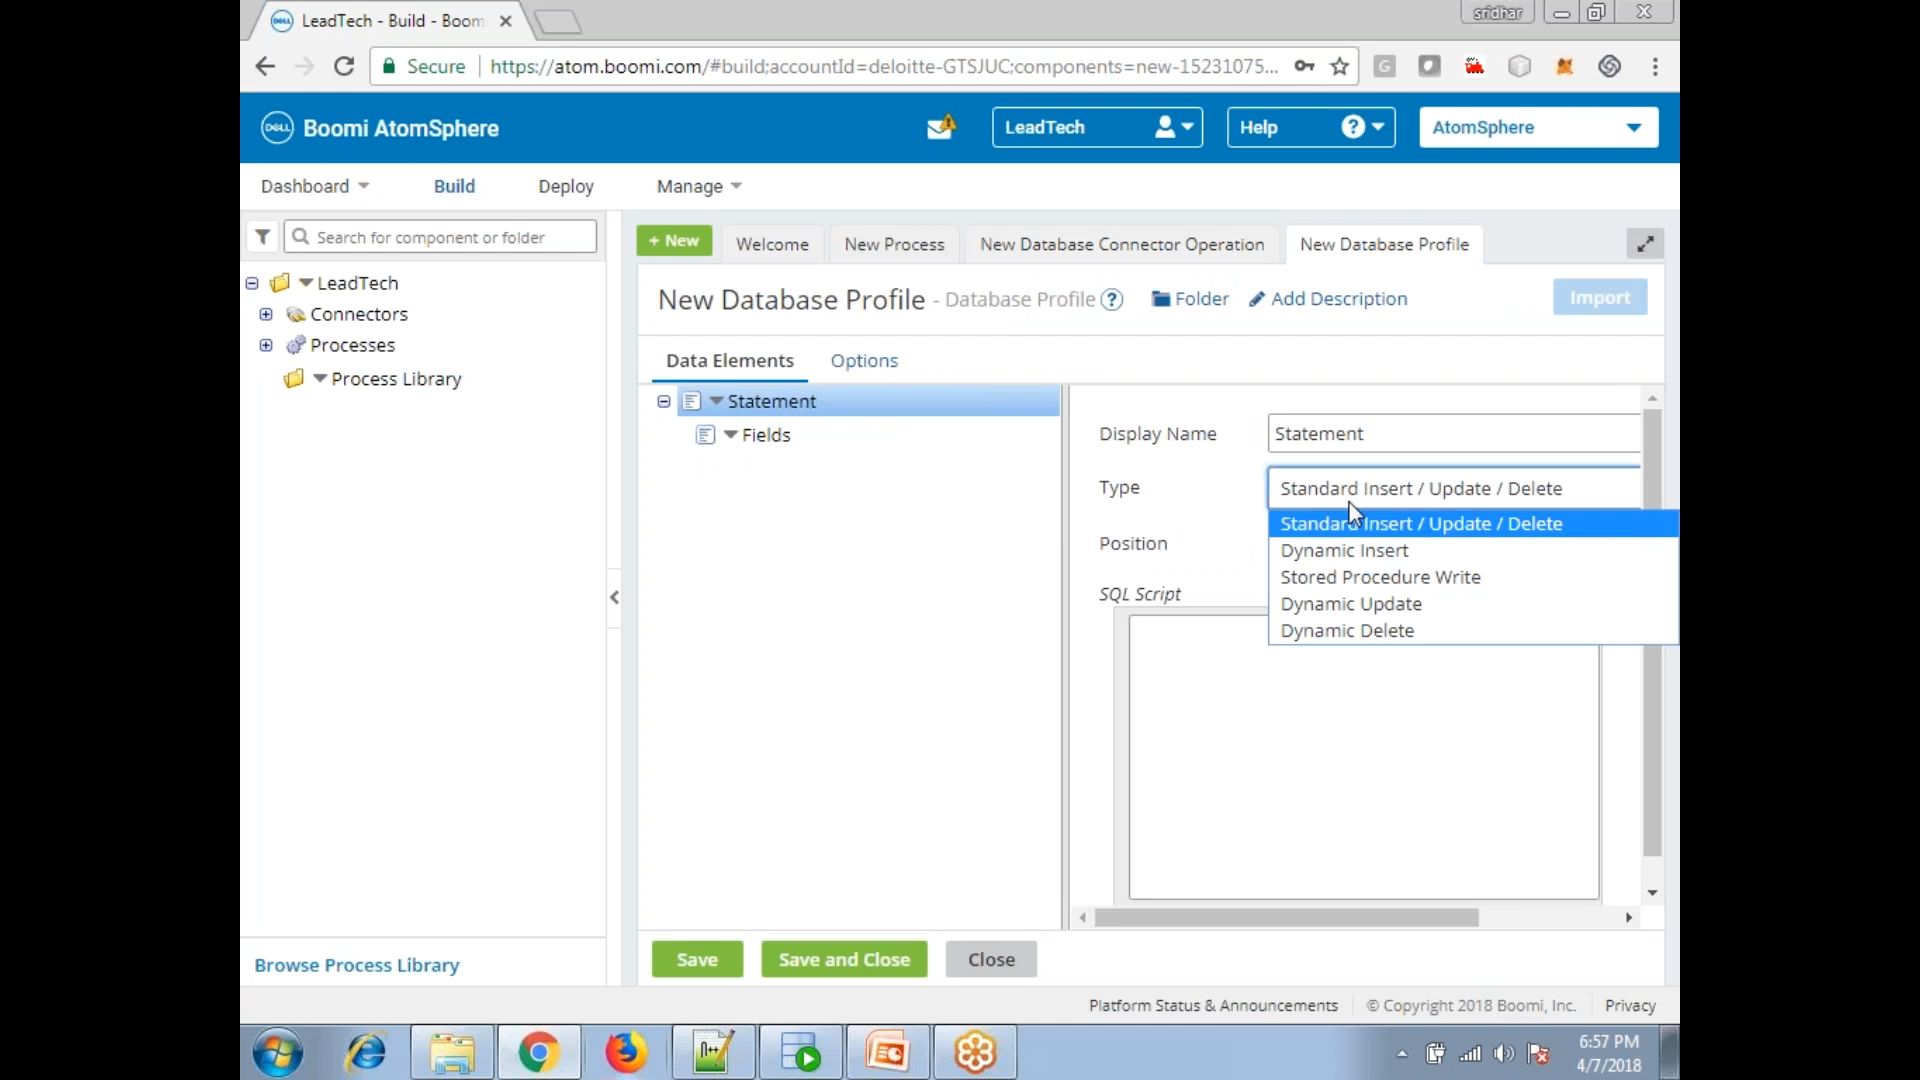 LeadTech - Build - Boom
sridhar
Secure
https://atom.boomi.com/#build;accountId=deloitte-GTSJUC;components=new-15231075...
DELL
Boomi AtomSphere
LeadTech
Help
?
AtomSphere
Dashboard
Build
Deploy
Manage
Search for component or folder
+ New
Welcome
New Process
New Database Connector Operation
New Database Profile
LeadTech
Connectors
Processes
Process Library
New Database Profile - Database Profile ?
Folder
Add Description
Import
Data Elements
Options
Statement
Fields
Display Name
Statement
Type
Standard Insert / Update / Delete
Standard Insert / Update / Delete
Dynamic Insert
Stored Procedure Write
Dynamic Update
Dynamic Delete
Position
SQL Script
Save
Save and Close
Close
Browse Process Library
Platform Status & Announcements
© Copyright 2018 Boomi, Inc.
Privacy
6:57 PM
4/7/2018